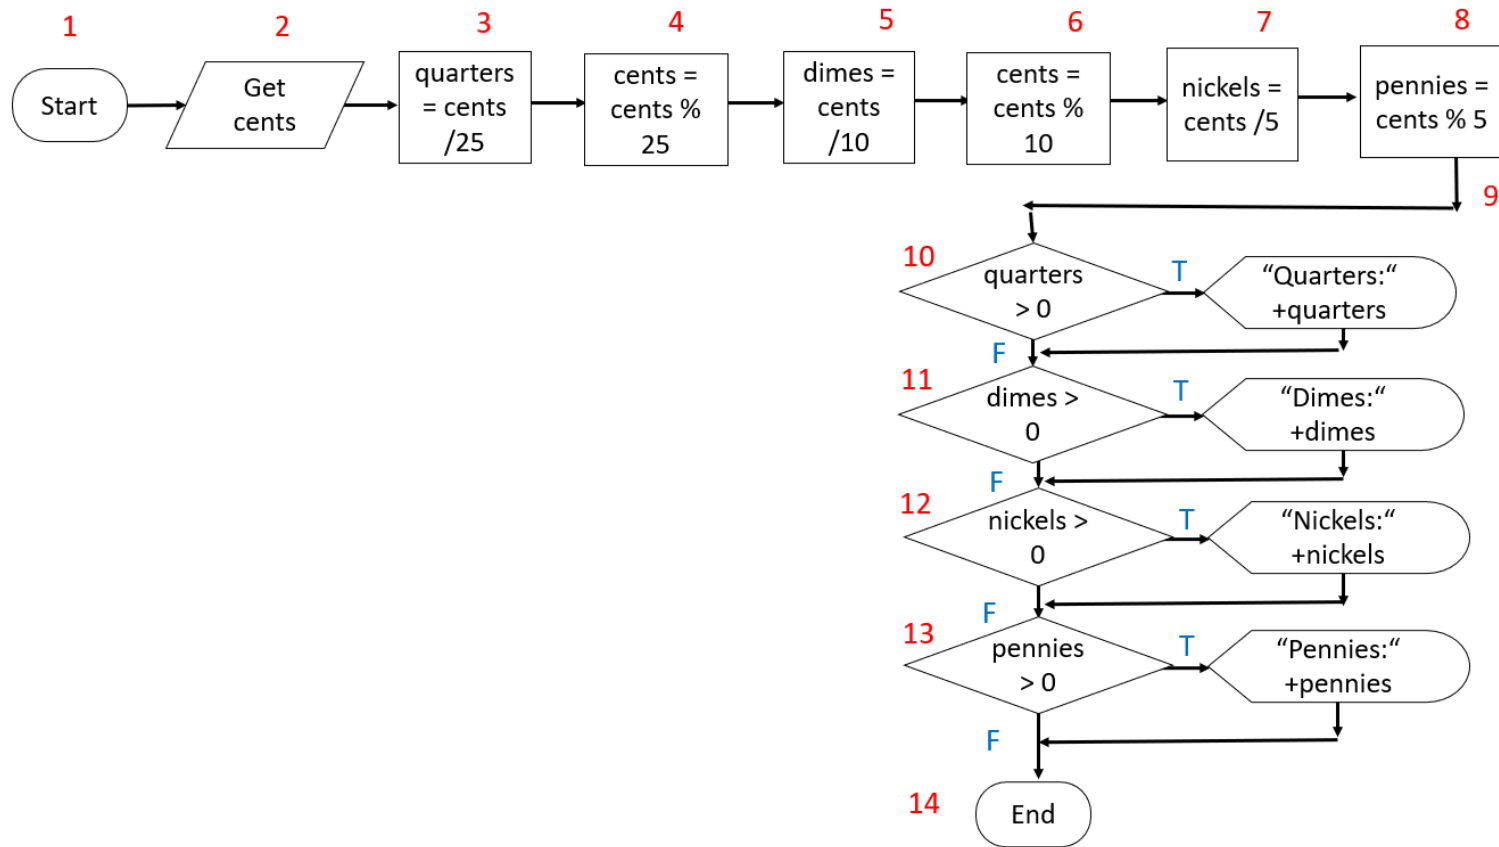 1
2
3
4
5
6
7
8
Start
Get
cents
quarters
= cents
/25
cents =
cents %
25
dimes =
cents
/10
cents =
cents %
10
nickels =
cents /5
pennies =
cents % 5
9
10
quarters
> 0
T
“Quarters:“
+quarters
F
11
dimes >
0
T
“Dimes:“
+dimes
F
12
nickels >
0
T
“Nickels:“
+nickels
F
13
pennies
> 0
T
“Pennies:“
+pennies
F
14
End